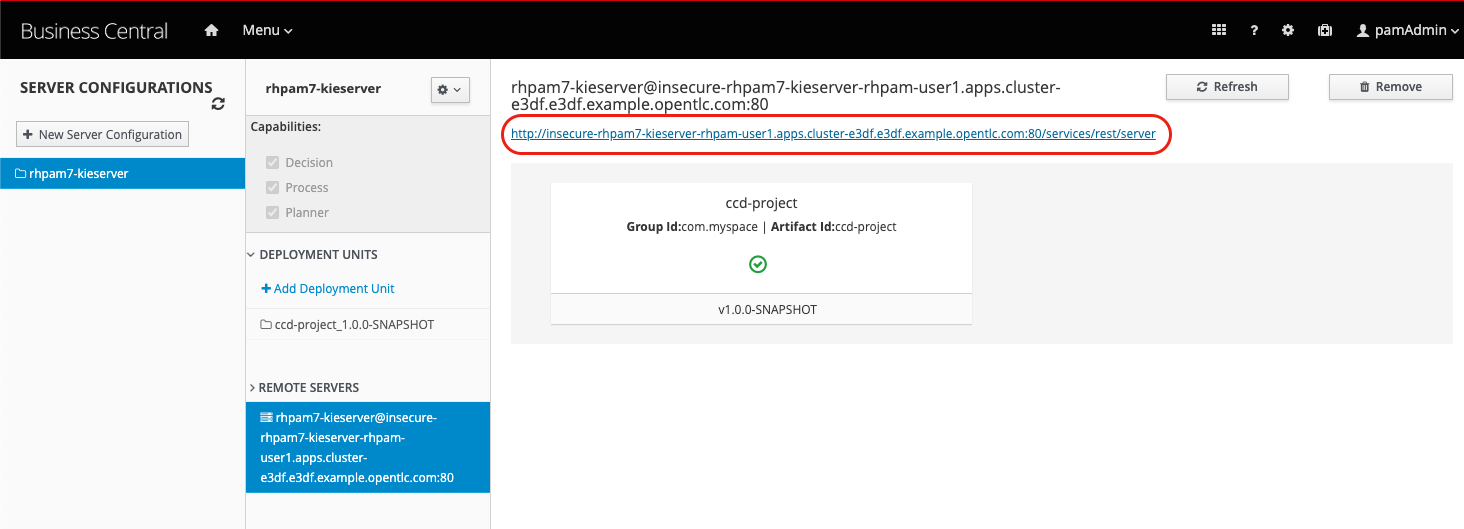 Business Central
Menu
?
pamAdmin
SERVER CONFIGURATIONS
+ New Server Configuration
rhpam7-kieserver
rhpam7-kieserver
Capabilities:
Decision
Process
Planner
DEPLOYMENT UNITS
+ Add Deployment Unit
ccd-project_1.0.0-SNAPSHOT
REMOTE SERVERS
rhpam7-kieserver@insecure-
rhpam7-kieserver-rhpam-
user1.apps.cluster-
e3df.e3df.example.opentlc.com:80
rhpam7-kieserver@insecure-rhpam7-kieserver-rhpam-user1.apps.cluster-
e3df.e3df.example.opentlc.com:80
Refresh
Remove
http://insecure-rhpam7-kieserver-rhpam-user1.apps.cluster-e3df.e3df.example.opentlc.com:80/services/rest/server
ccd-project
Group Id:com.myspace | Artifact Id:ccd-project
v1.0.0-SNAPSHOT